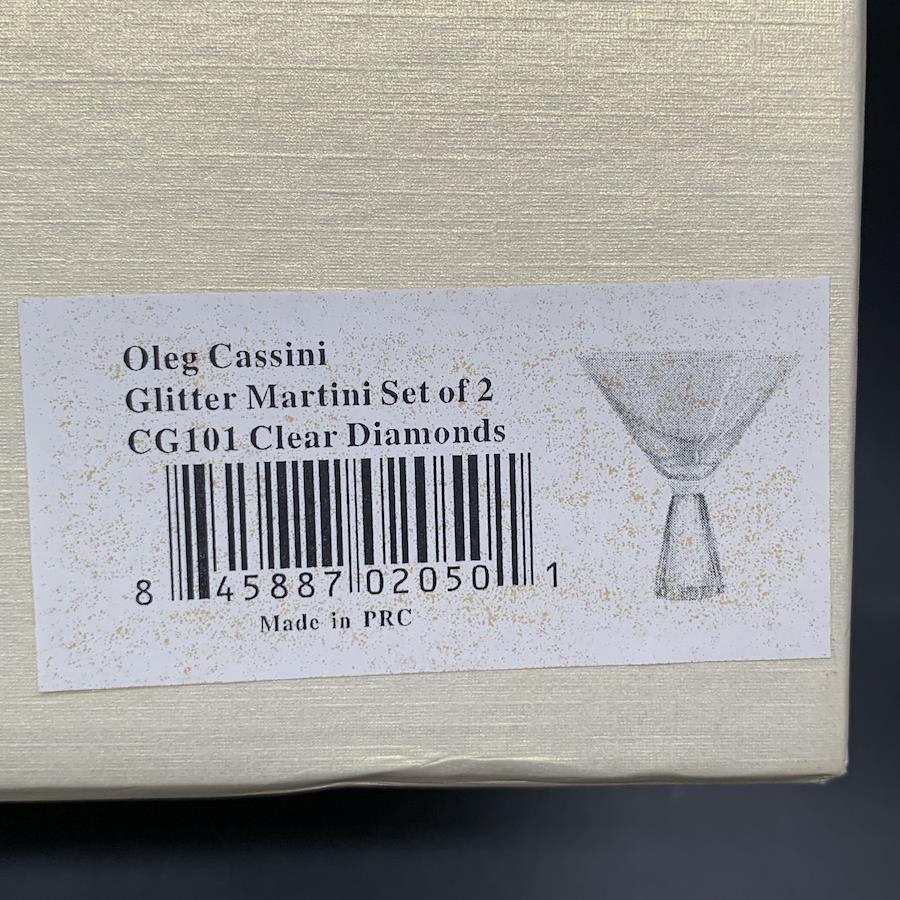 Oleg Cassini
Glitter Martini Set of 2
CG101 Clear Diamonds
8 45887 02050 1
Made in PRC